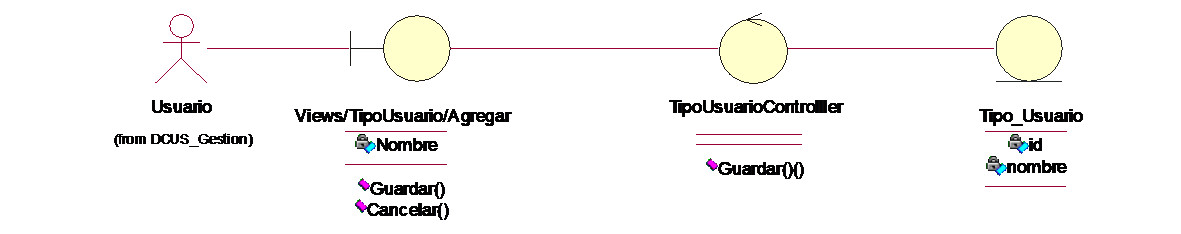 Usuario
(from DCUS_Gestion)
Views/TipoUsuario/Agregar
Nombre
Guardar()
Cancelar()
TipoUsuarioControlller
Guardar()()
Tipo_Usuario
id
nombre